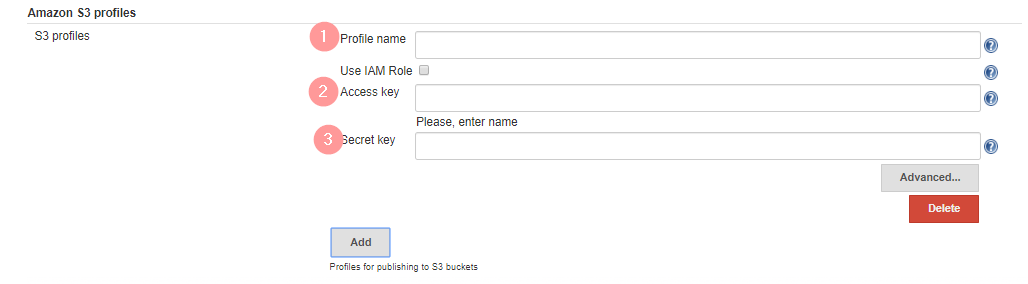 Amazon S3 profiles
S3 profiles
1 Profile name
?
Use IAM Role
?
2 Access key
?
Please, enter name
3 Secret key
?
Advanced...
Delete
Add
Profiles for publishing to S3 buckets